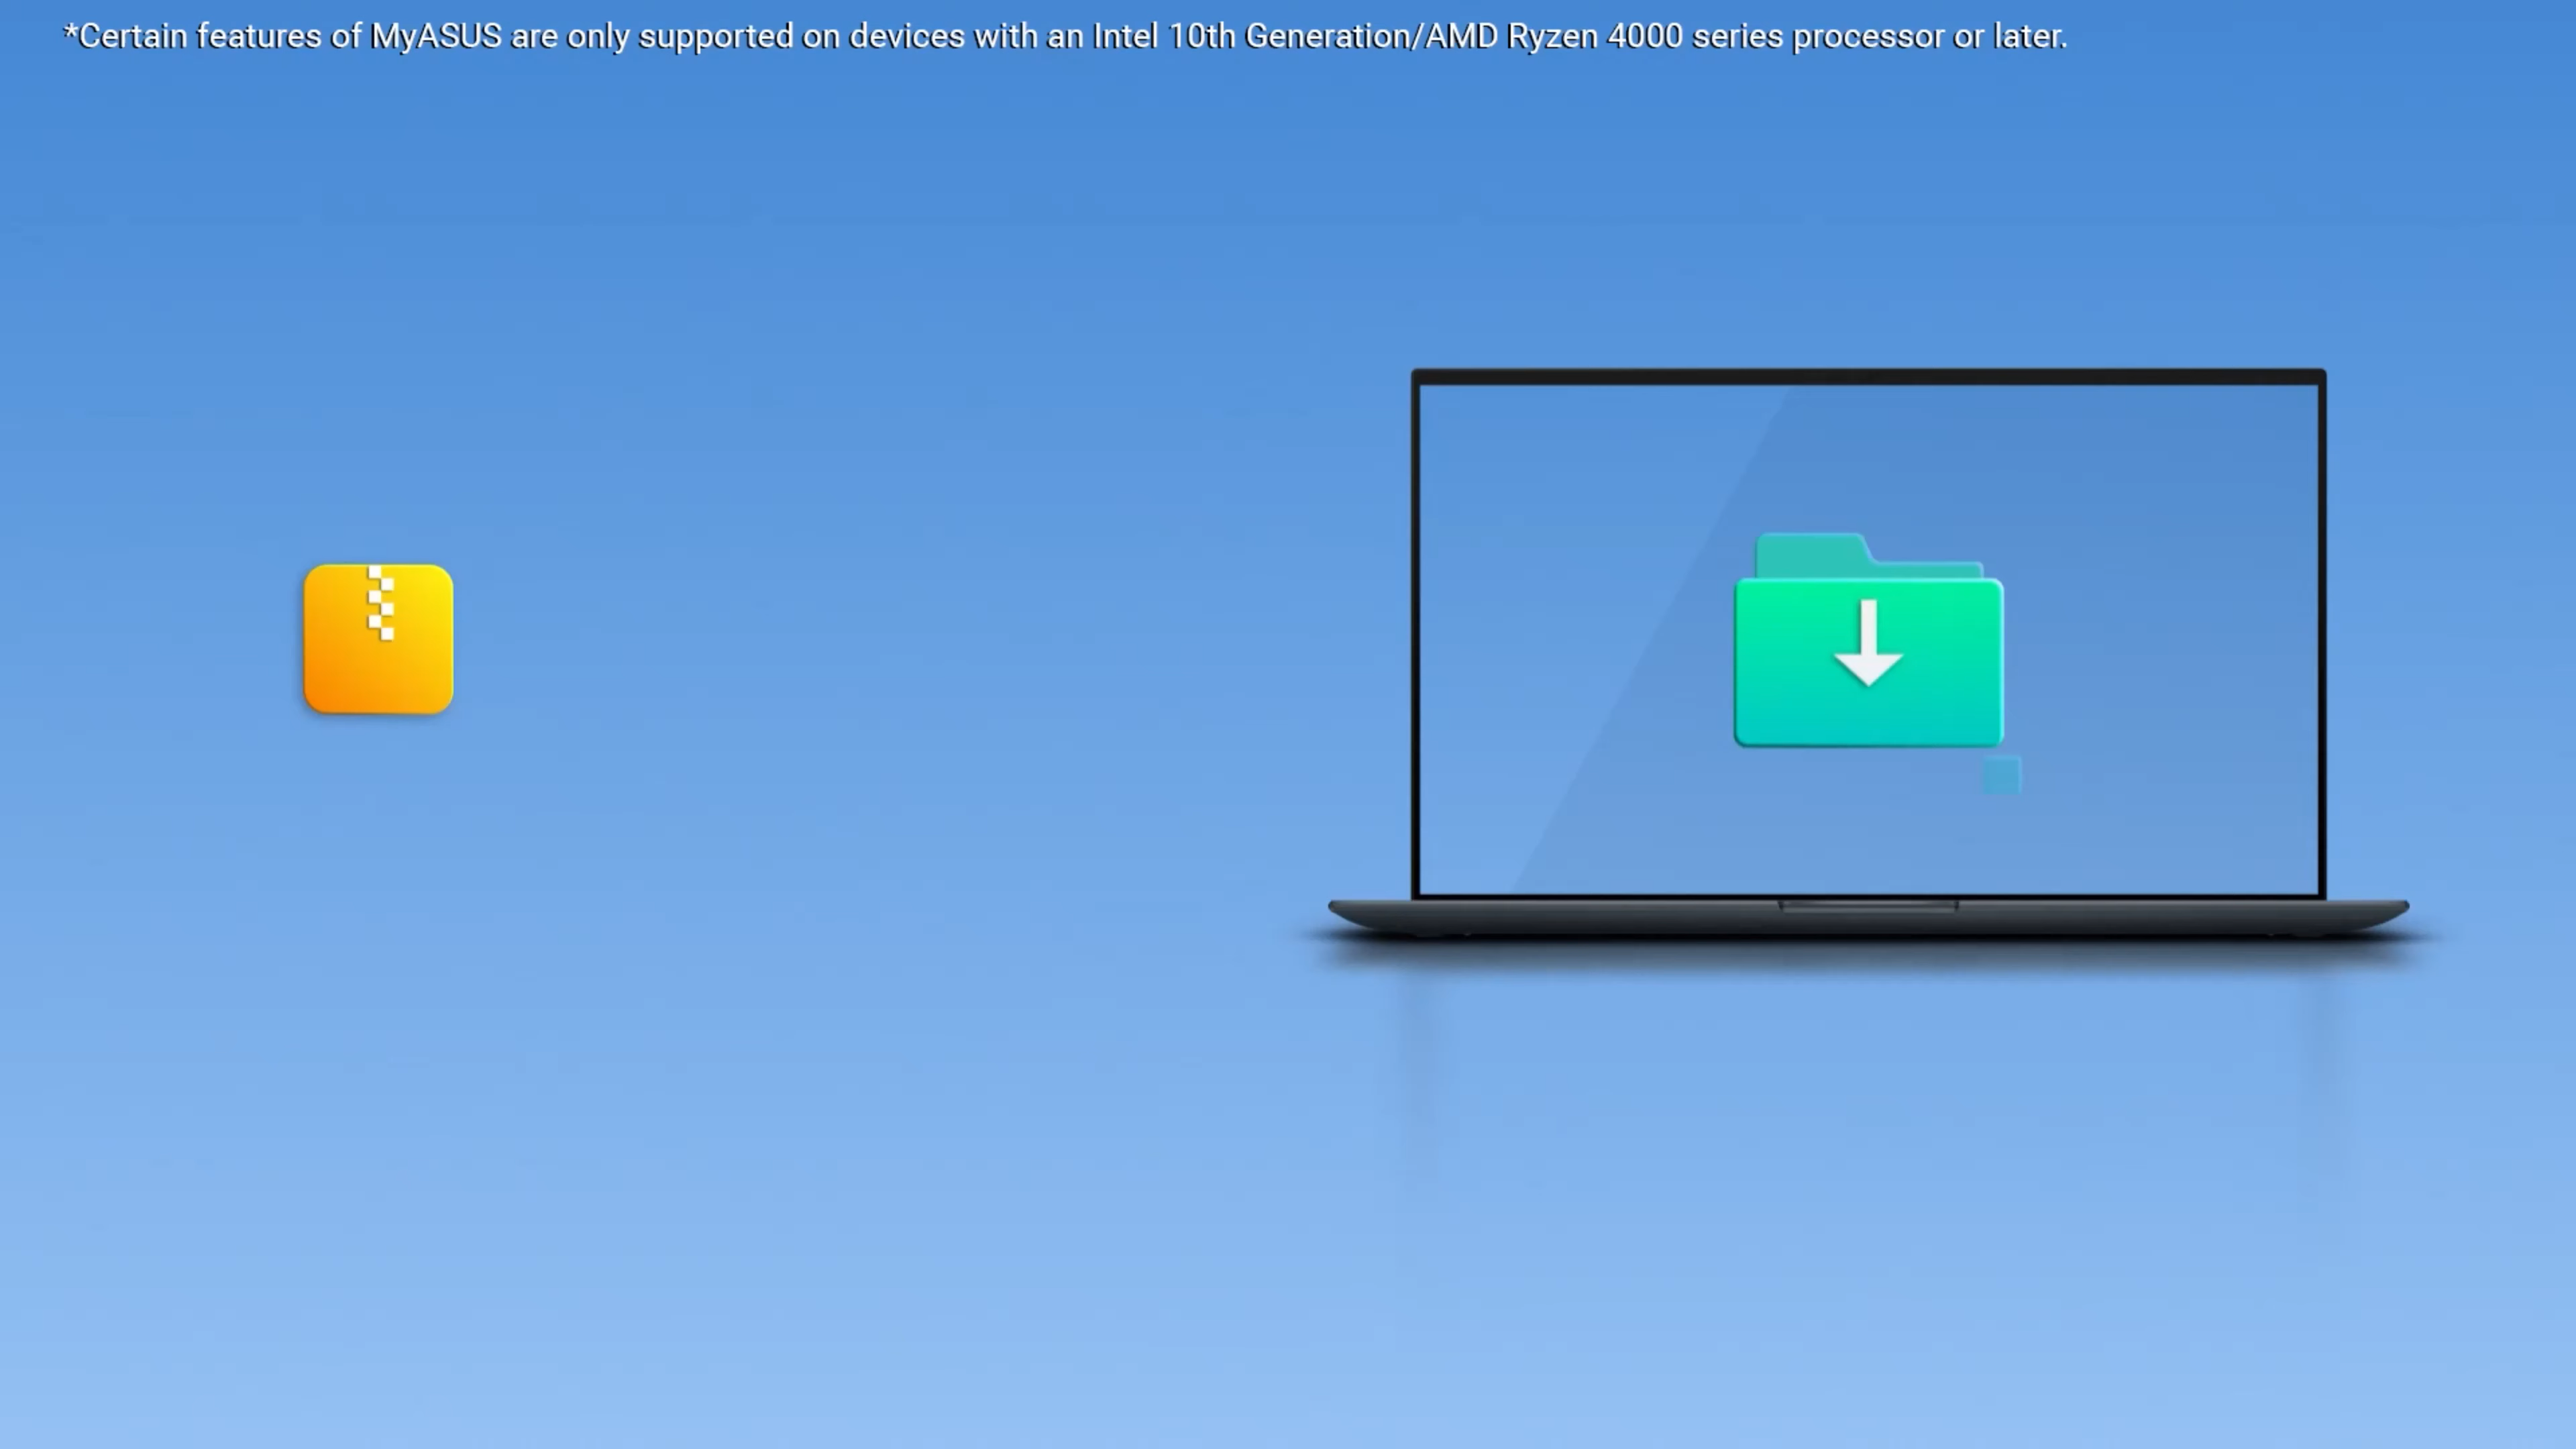 *Certain features of MyASUS are only supported on devices with an Intel 10th Generation/AMD Ryzen 4000 series processor or later.